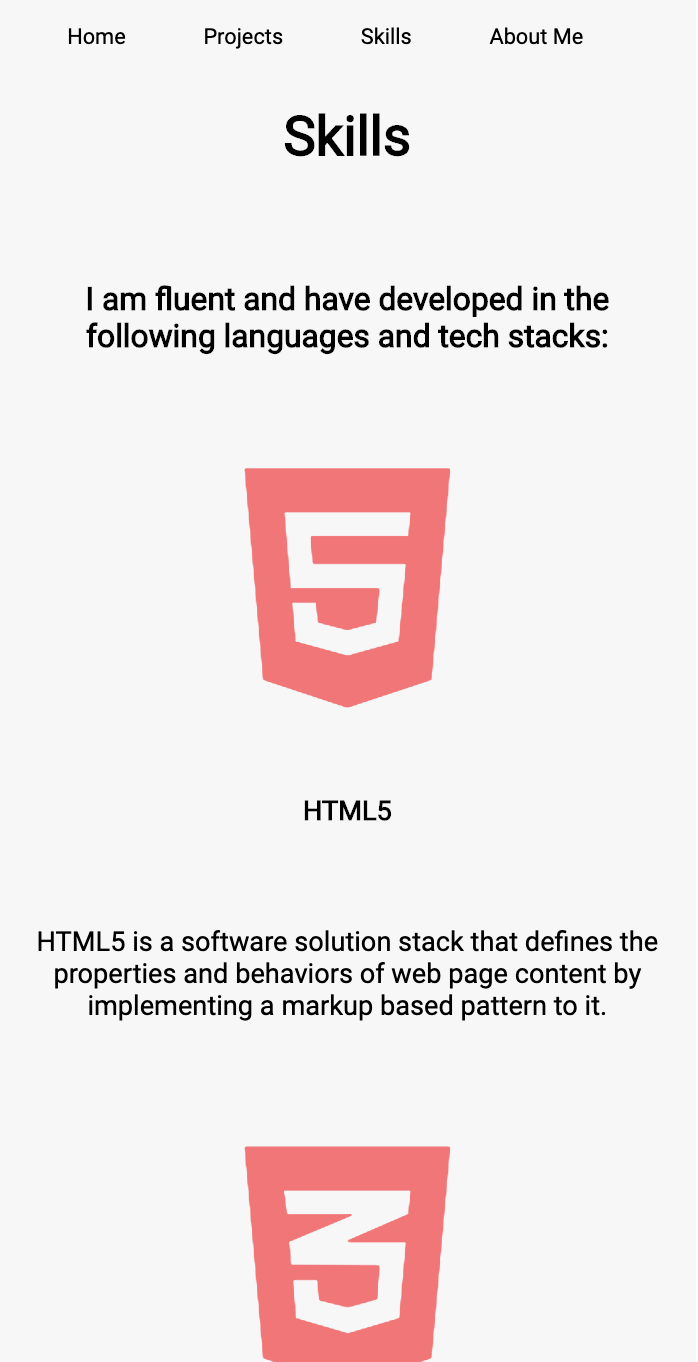 Home Projects Skills About Me
Skills
I am fluent and have developed in the
following languages and tech stacks:
5
HTML5
HTML5 is a software solution stack that defines the
properties and behaviors of web page content by
implementing a markup based pattern to it.
3